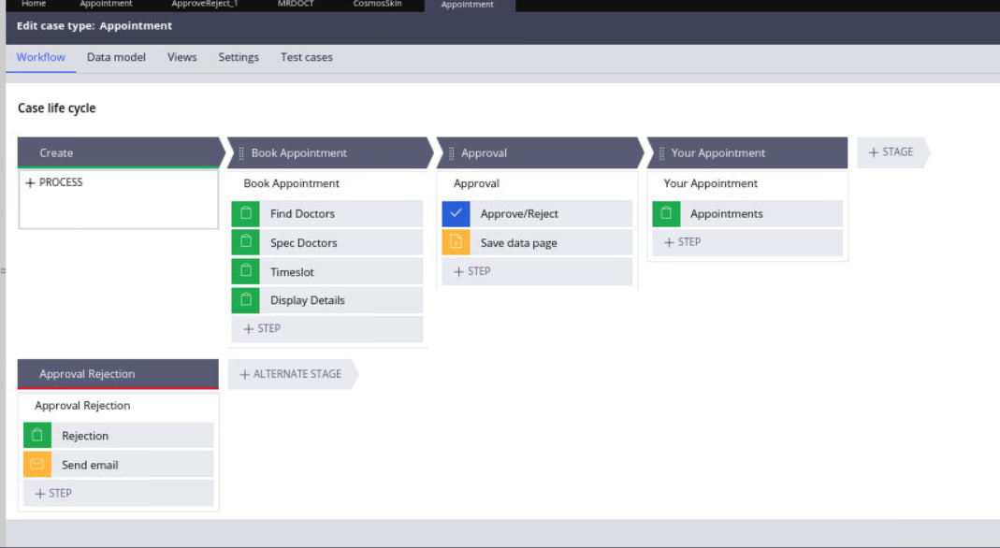 Home Appointment ApproveReject_1 MRDOCT CosmosSkin Appointment
Edit case type: Appointment
Workflow Data model Views Settings Test cases
Case life cycle
Create Book Appointment Approval Your Appointment + STAGE
+ PROCESS Book Appointment Approval Your Appointment
Find Doctors Approve/Reject Appointments
Spec Doctors Save data page + STEP
Timeslot + STEP
Display Details
+ STEP
Approval Rejection + ALTERNATE STAGE
Approval Rejection
Rejection
Send email
+ STEP